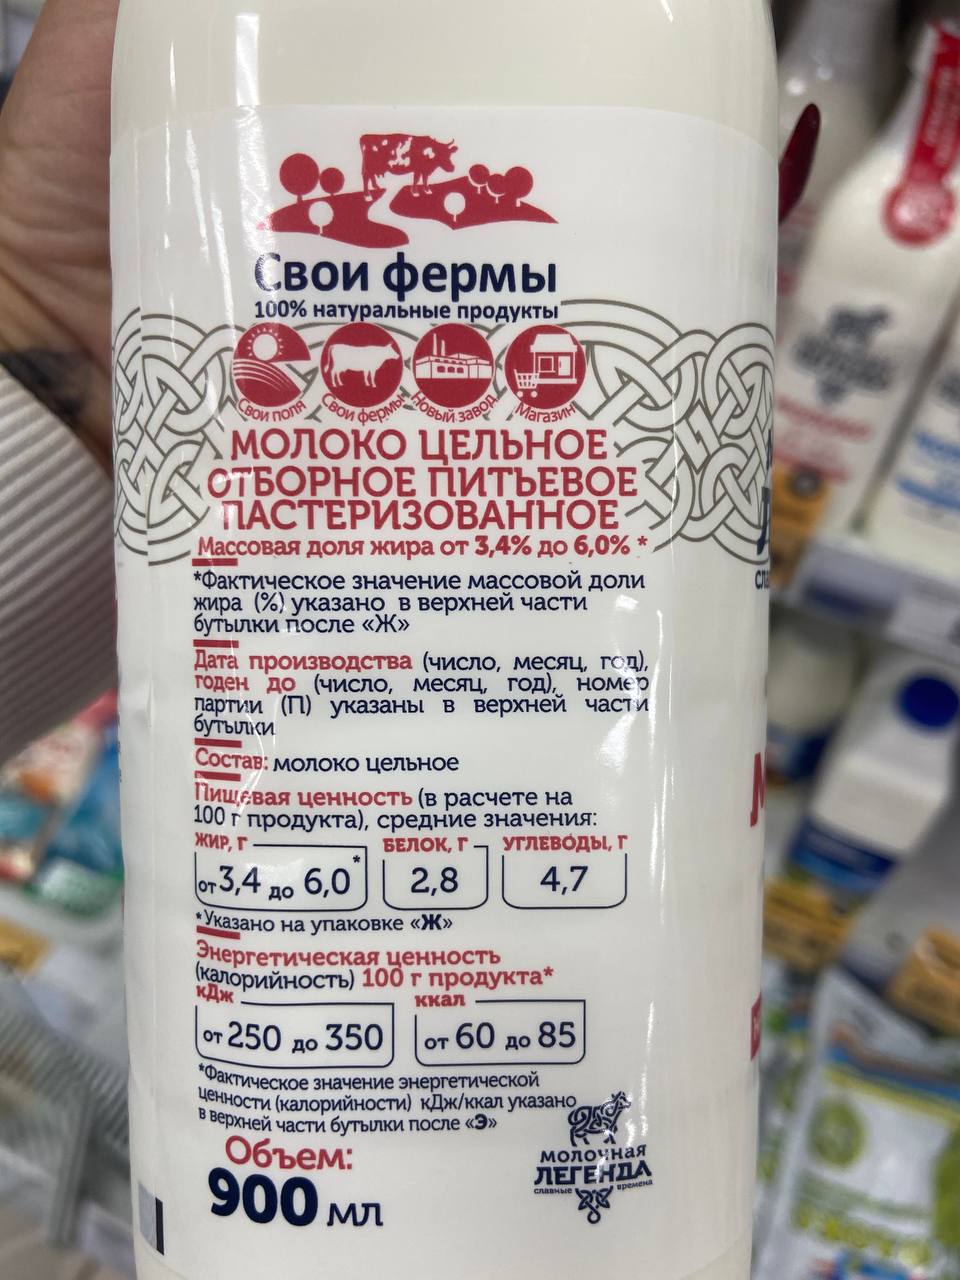 Свои фермы
100% натуральные продукты
Свои поля Свои фермы Новый завод Магазин
МОЛОКО ЦЕЛЬНОЕ
ОТБОРНОЕ ПИТЬЕВОЕ
ПАСТЕРИЗОВАННОЕ
Массовая доля жира от 3,4% до 6,0% *
*Фактическое значение массовой доли
жира (%) указано в верхней части
бутылки после «Ж»
Дата производства (число, месяц, год),
годен до (число, месяц, год), номер
партии (П) указаны в верхней части
бутылки
Состав: молоко цельное
Пищевая ценность (в расчете на
100 г продукта), средние значения:
ЖИР, Г БЕЛОК, Г УГЛЕВОДЫ, Г
от 3,4 до 6,0* 2,8 4,7
*Указано на упаковке «Ж»
Энергетическая ценность
(калорийность) 100 г продукта*
кДж ккал
от 250 до 350 от 60 до 85
*Фактическое значение энергетической
ценности (калорийности) кДж/ккал указано
в верхней части бутылки после «Э»
Объем:
900 мл
МОЛОЧНАЯ
ЛЕГЕНДА
славные времена